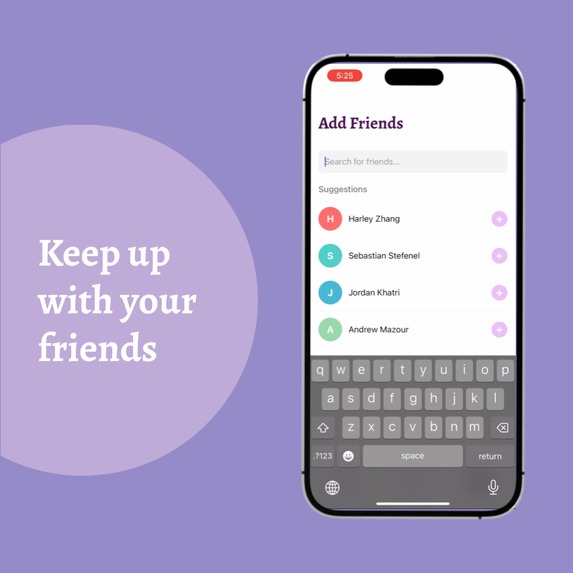 Keep up
with your
friends
5:25
Add Friends
Search for friends...
Suggestions
H Harley Zhang +
S Sebastian Stefenel +
J Jordan Khatri +
A Andrew Mazour +
q w e r t y u i o p
a s d f g h j k l
z x c v b n m
.?123 space return